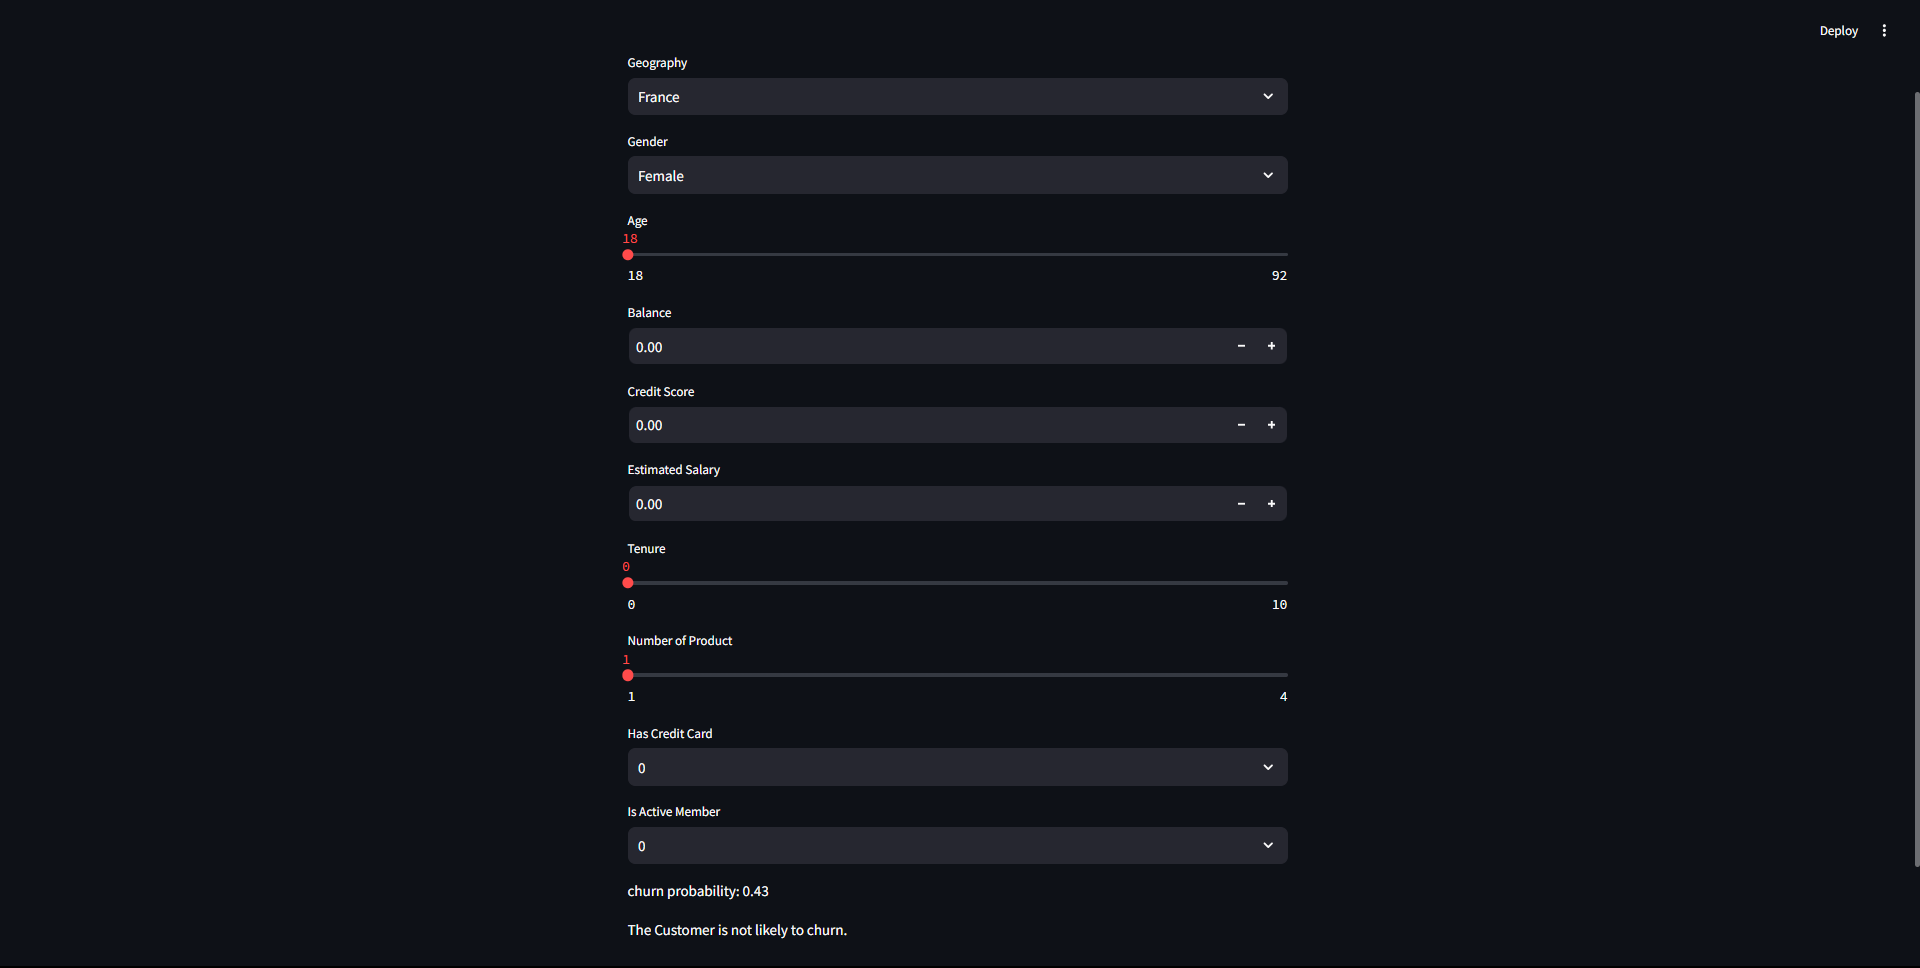 Deploy
Geography
France
Gender
Female
Age
18
18 92
Balance
0.00
Credit Score
0.00
Estimated Salary
0.00
Tenure
0
0 10
Number of Product
1
1 4
Has Credit Card
0
Is Active Member
0
churn probability: 0.43
The Customer is not likely to churn.